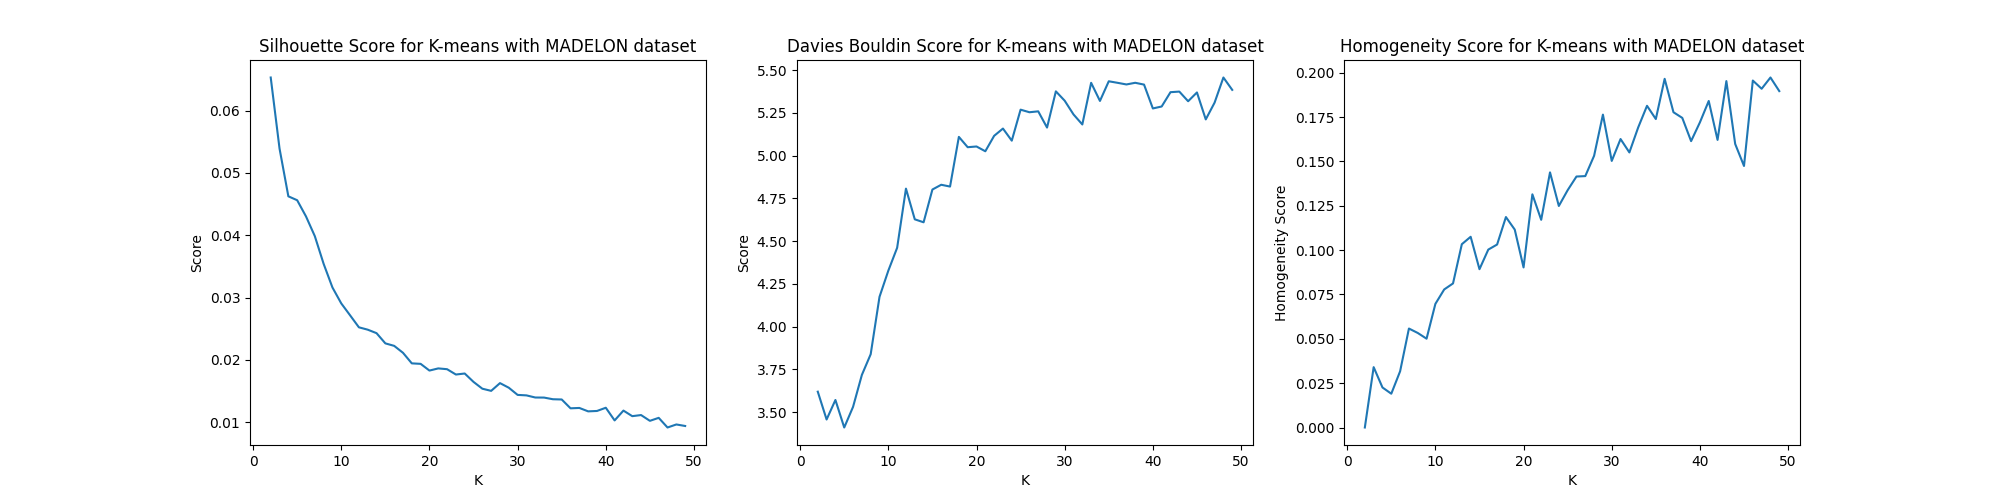 Silhouette Score for K-means with MADELON dataset
Score
0.06
0.05
0.04
0.03
0.02
0.01
0 10 20 30 40 50
K
Davies Bouldin Score for K-means with MADELON dataset
Score
5.50
5.25
5.00
4.75
4.50
4.25
4.00
3.75
3.50
0 10 20 30 40 50
K
Homogeneity Score for K-means with MADELON dataset
Homogeneity Score
0.200
0.175
0.150
0.125
0.100
0.075
0.050
0.025
0.000
0 10 20 30 40 50
K